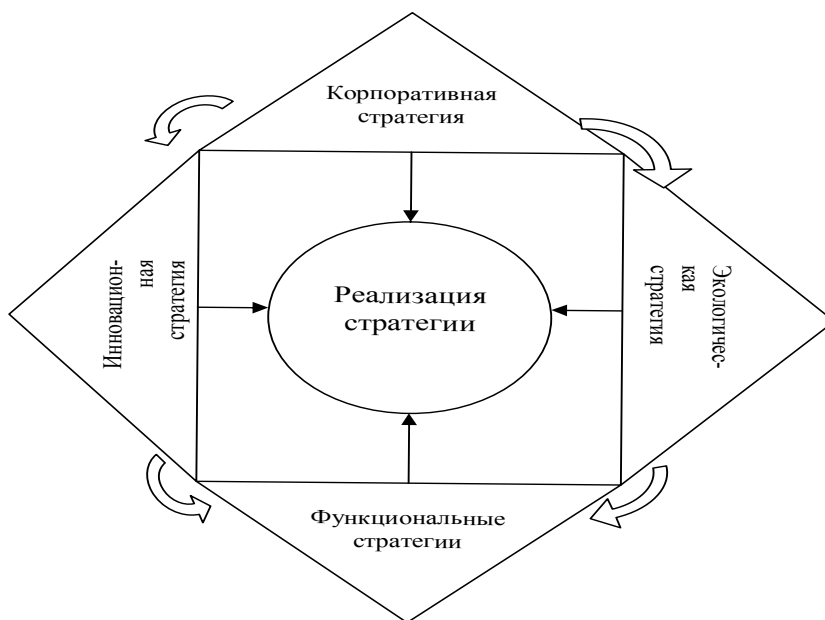 Корпоративная
стратегия
Инновацион-
ная
стратегия
Реализация
стратегии
Экологичес-
кая
стратегия
Функциональные
стратегии